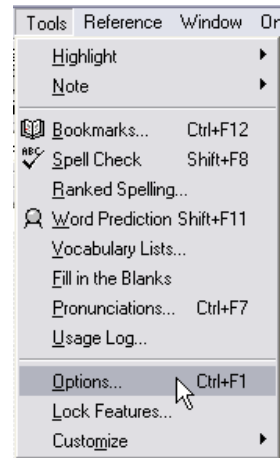 Tools Reference Window
Highlight
Note
Bookmarks... Ctrl+F12
ABC Spell Check Shift+F8
Ranked Spelling...
Word Prediction Shift+F11
Vocabulary Lists...
Fill in the Blanks
Pronunciations... Ctrl+F7
Usage Log...
Options... Ctrl+F1
Lock Features...
Customize